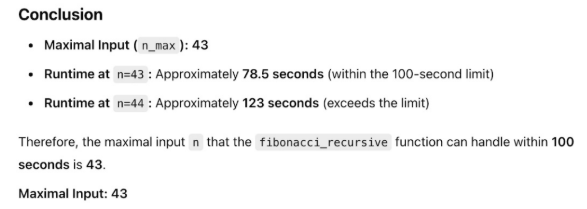 Conclusion
• Maximal Input ( n_max ): 43
• Runtime at n=43 : Approximately 78.5 seconds (within the 100-second limit)
• Runtime at n=44 : Approximately 123 seconds (exceeds the limit)
Therefore, the maximal input n that the fibonacci_recursive function can handle within 100
seconds is 43.
Maximal Input: 43